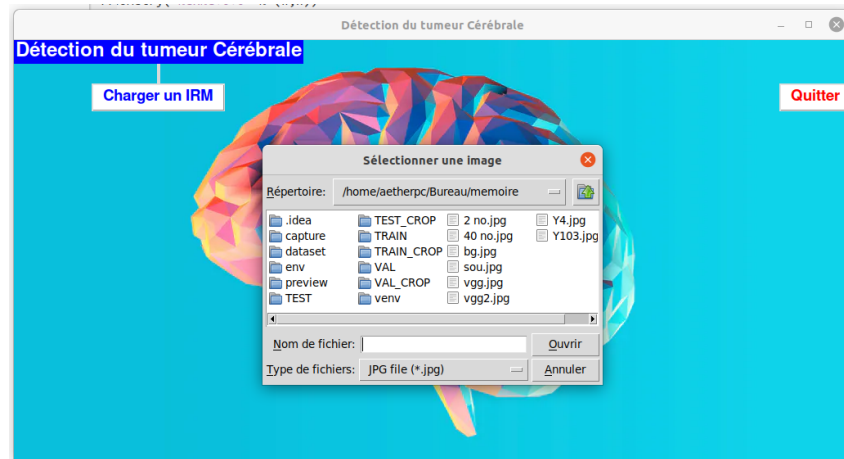 Détection du tumeur Cérébrale
Détection du tumeur Cérébrale
Charger un IRM
Quitter
Sélectionner une image
Répertoire: /home/aetherpc/Bureau/memoire
.idea TEST_CROP 2 no.jpg Y4.jpg
capture TRAIN 40 no.jpg Y103.jpg
dataset TRAIN_CROP bg.jpg
env VAL sou.jpg
preview VAL_CROP vgg.jpg
TEST venv vgg2.jpg
Nom de fichier: Ouvrir
Type de fichiers: JPG file (*.jpg) Annuler